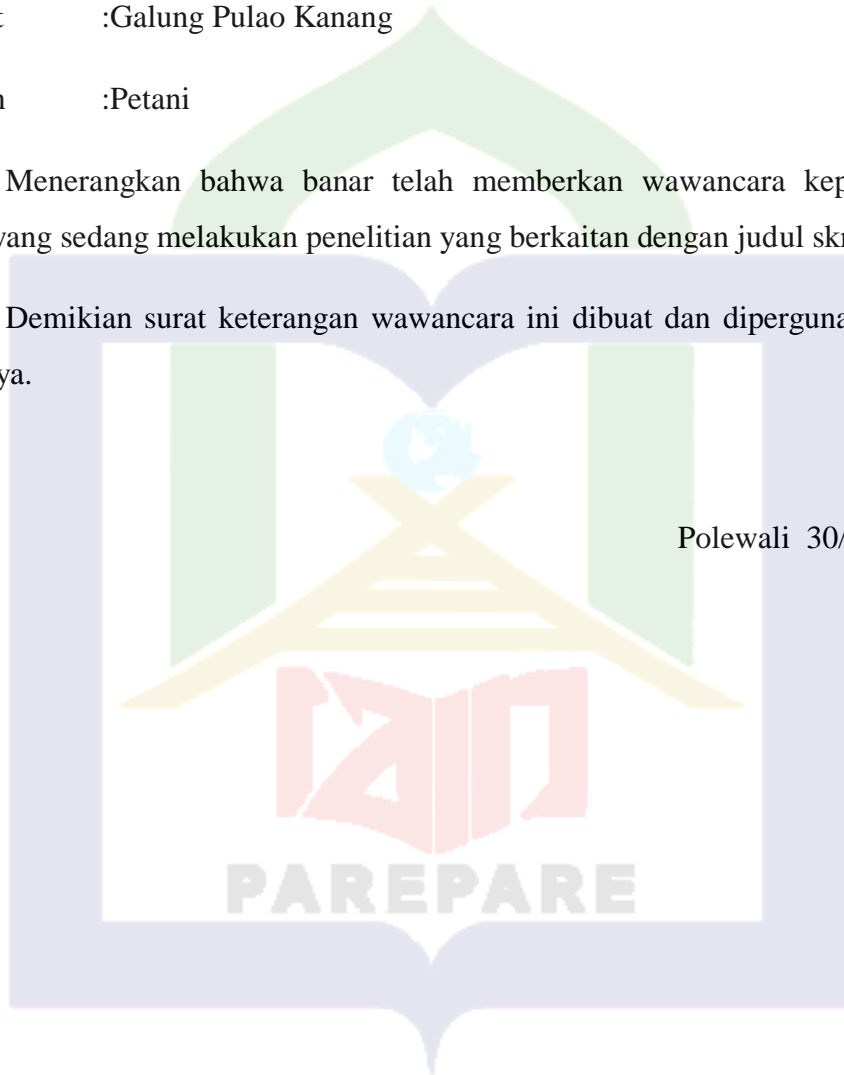 t :Galung Pulao Kanang
n :Petani
Menerangkan bahwa banar telah memberkan wawancara kep
yang sedang melakukan penelitian yang berkaitan dengan judul skr
Demikian surat keterangan wawancara ini dibuat dan diperguna
ya.
Polewali 30/
iain
PAREPARE